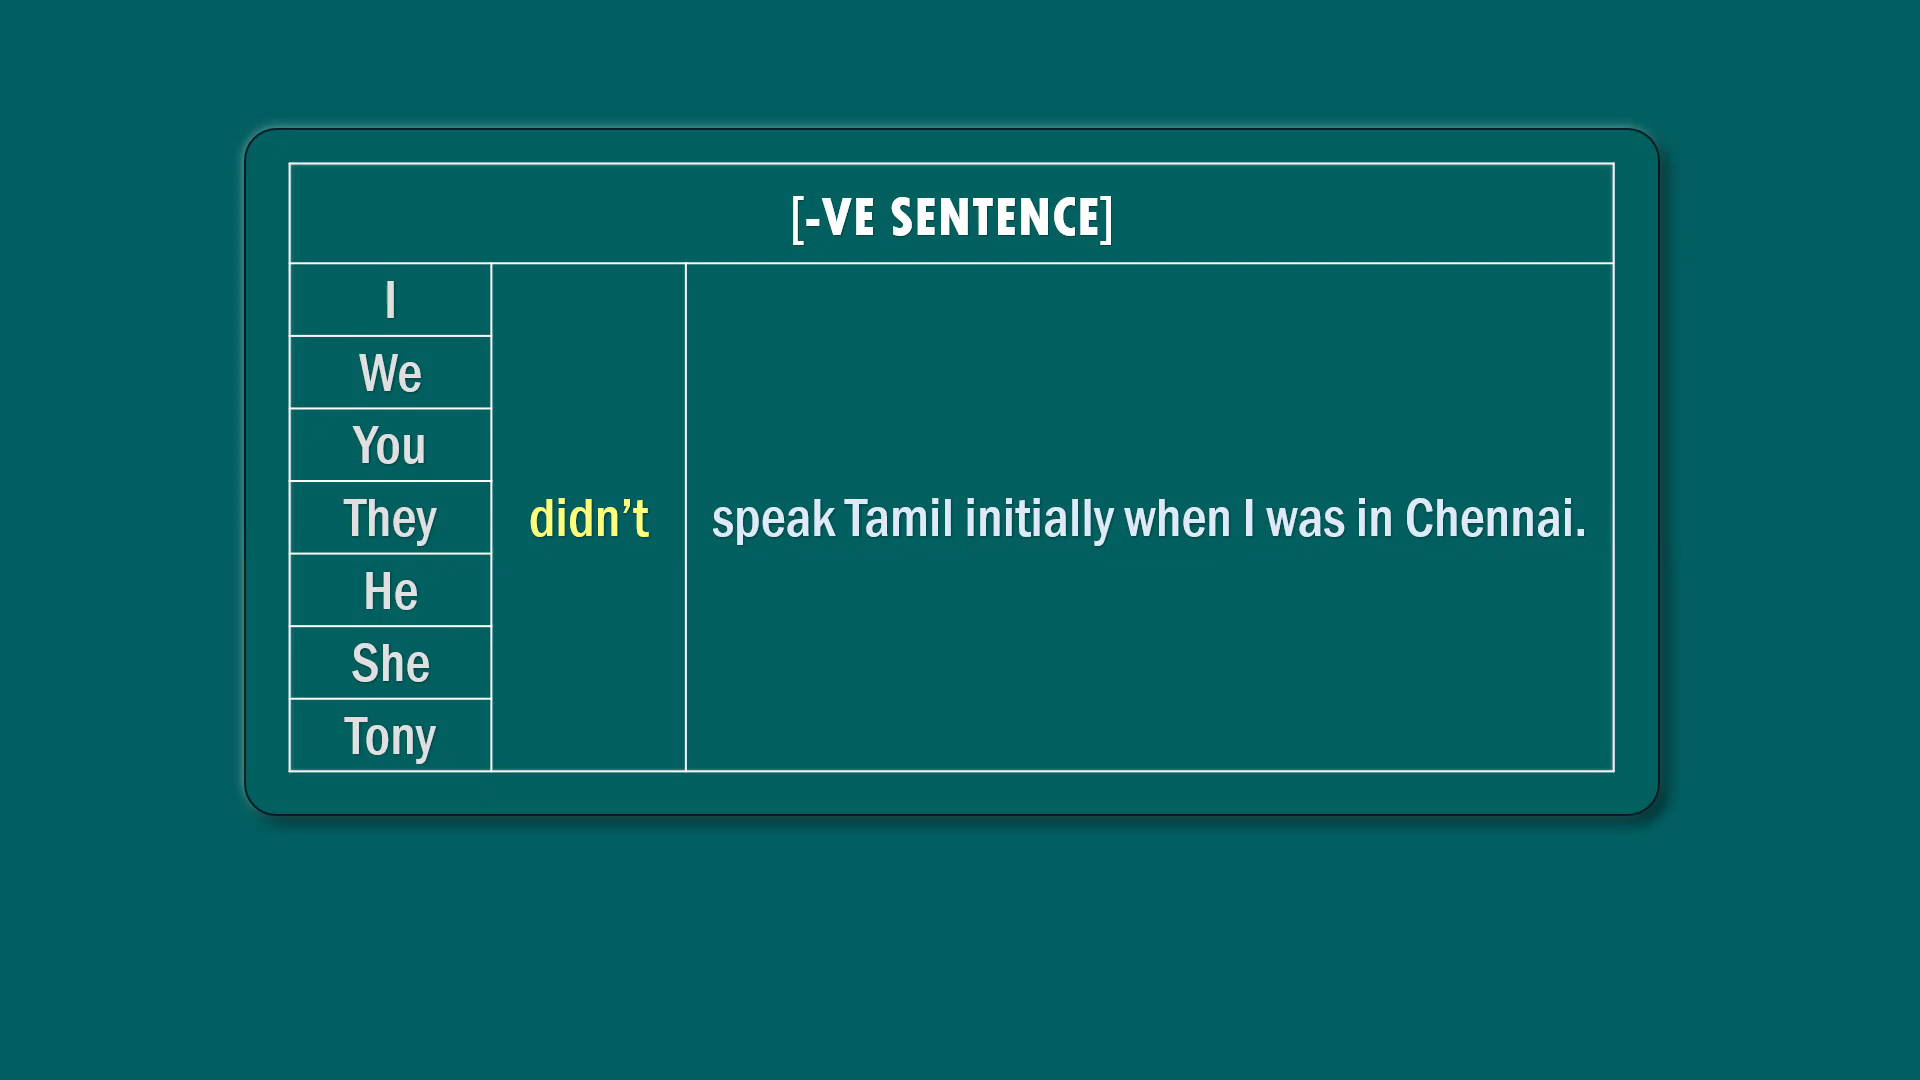 [-VE SENTENCE]
I
We
You
They
He
She
Tony
didn’t
speak Tamil initially when I was in Chennai.